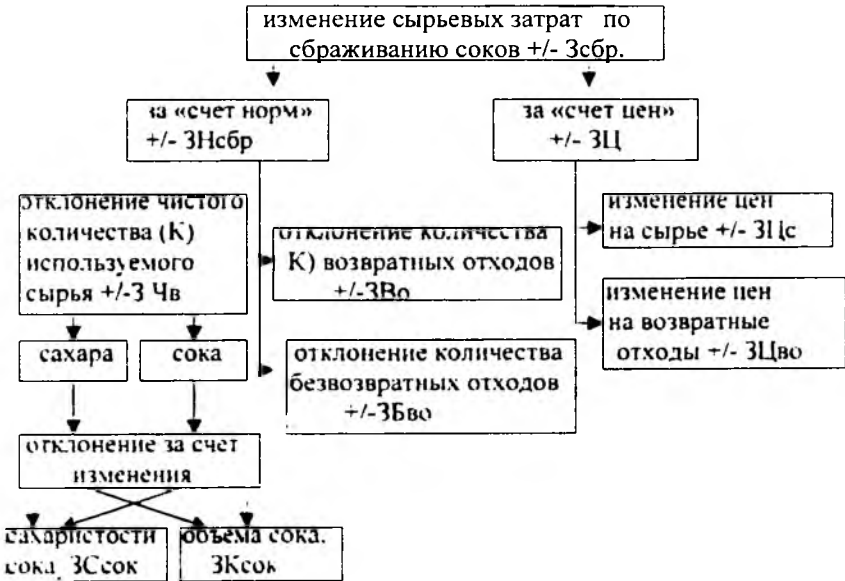 изменение сырьевых затрат по
сбраживанию соков +/- Зсбр.
за «счет норм»
+/- ЗНсбр
за «счет цен»
+/- ЗЦ
отклонение чистого
количества (К)
используемого
сырья +/-З Чв
отклонение количества
К) возвратных отходов
+/-ЗВо
изменение цен
на сырье +/- ЗЦс
изменение цен
на возвратные
отходы +/- ЗЦво
сахара
сока
отклонение количества
безвозвратных отходов
+/-ЗБво
отклонение за счет
изменения
сахаристости
сока, ЗСсок
объема сока.
ЗКсок